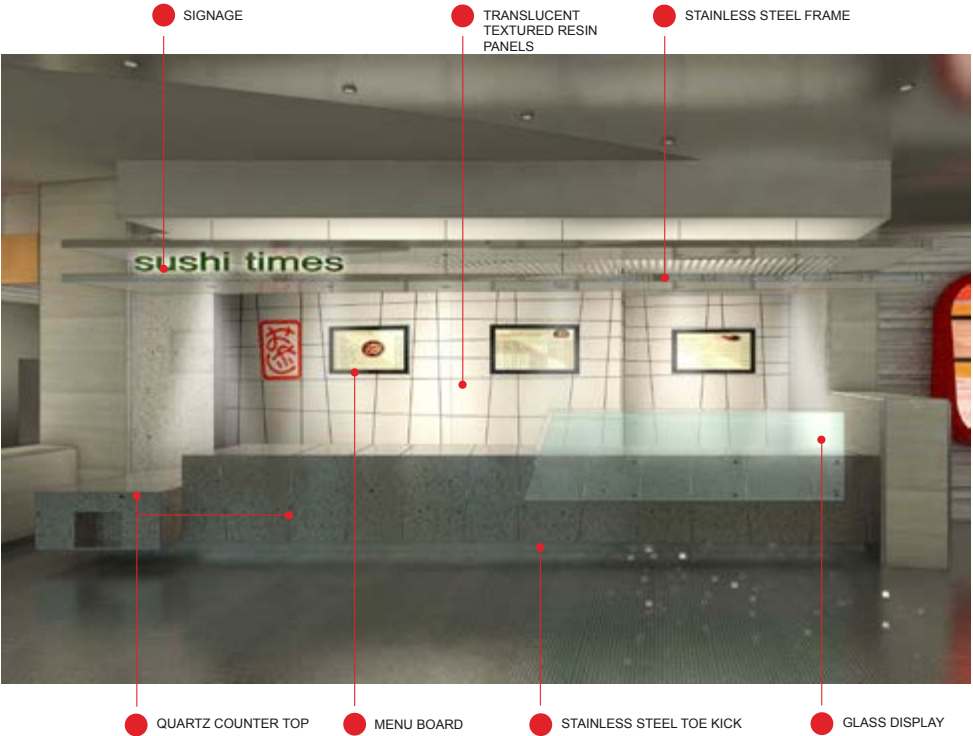 SIGNAGE
TRANSLUCENT
TEXTURED RESIN
PANELS
STAINLESS STEEL FRAME
sushi times
QUARTZ COUNTER TOP
MENU BOARD
STAINLESS STEEL TOE KICK
GLASS DISPLAY